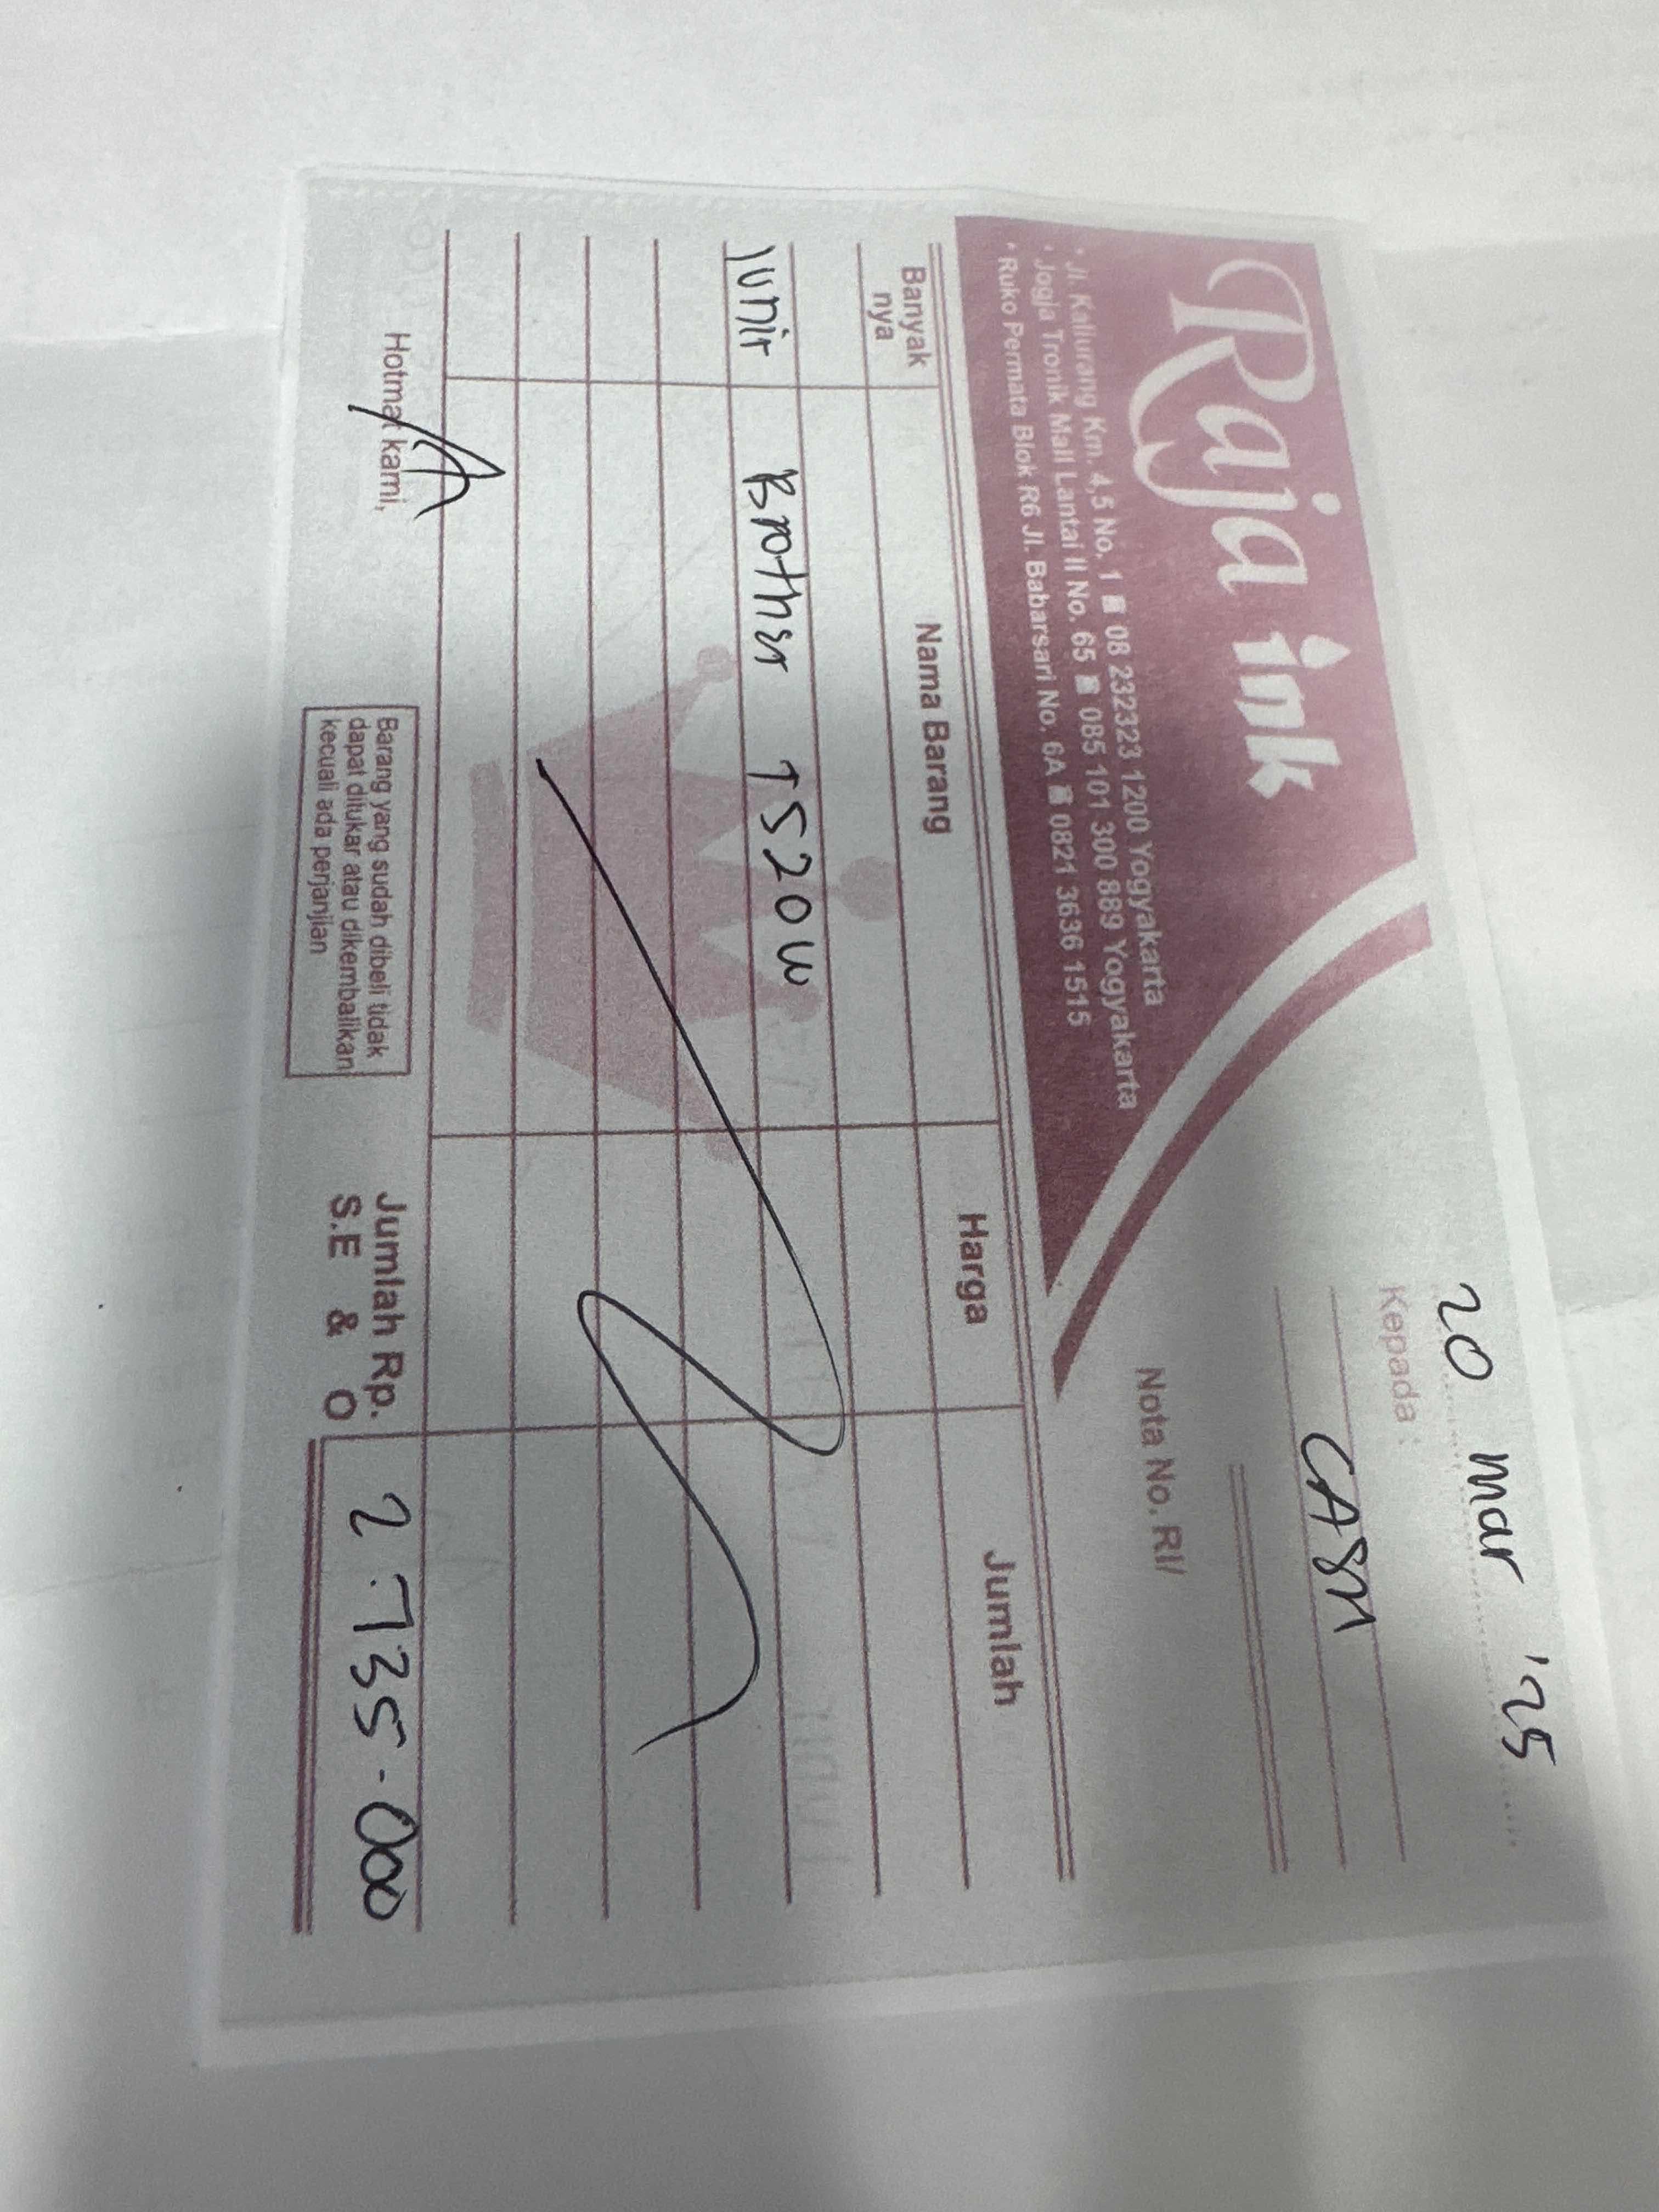 20 Mar '25
Kepada :
CASH
Raja ink
• Jl. Kaliurang Km. 4,5 No. 1 08 232323 1200 Yogyakarta
• Jogja Tronik Mall Lantai II No. 65 085 101 300 889 Yogyakarta
• Ruko Permata Blok R6 Jl. Babarsari No. 6A 0821 3636 1515
Nota No. RI/
Banyak nya Nama Barang Harga Jumlah
1 unit Brother T520W
Hotmat kami,
Barang yang sudah dibeli tidak
dapat ditukar atau dikembalikan
kecuali ada perjanjian
Jumlah Rp. 2.735.000
S.E & O